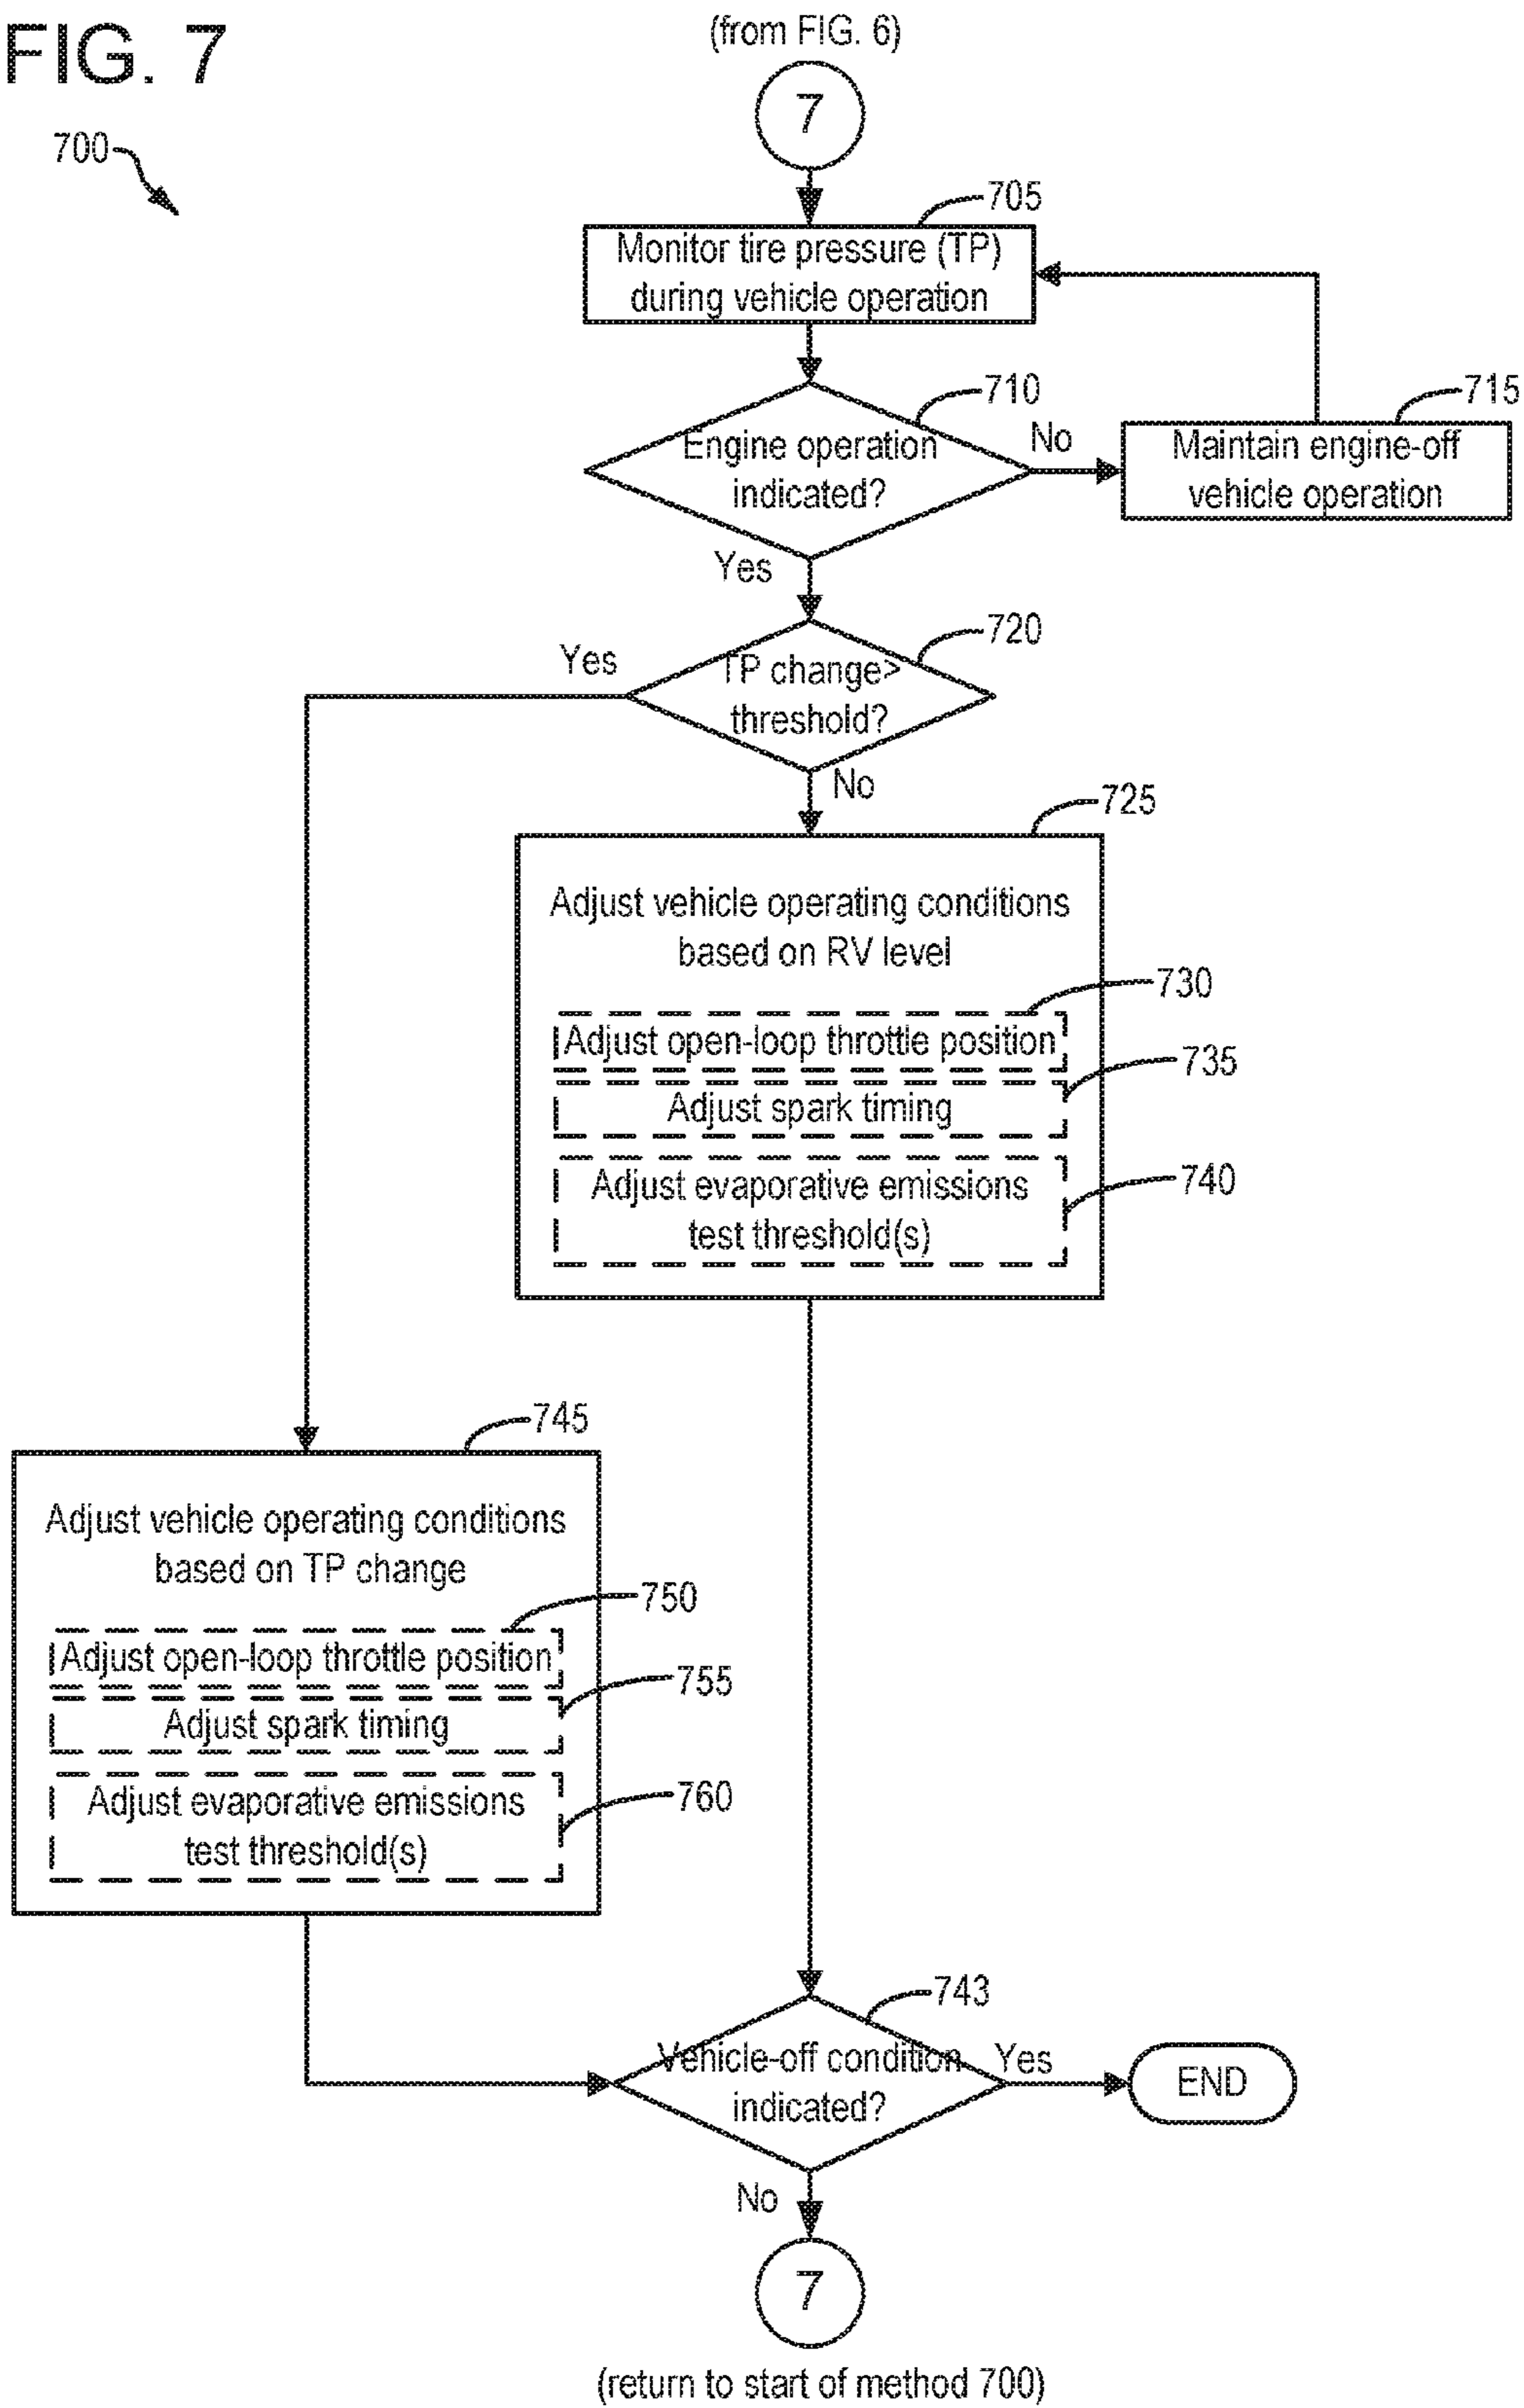 FIG. 7
(from FIG. 6)
7
700
705
Monitor tire pressure (TP)
during vehicle operation
710
Engine operation
indicated?
No
715
Maintain engine-off
vehicle operation
Yes
720
TP change>
threshold?
Yes
No
725
Adjust vehicle operating conditions
based on RV level
730
Adjust open-loop throttle position
735
Adjust spark timing
740
Adjust evaporative emissions
test threshold(s)
745
Adjust vehicle operating conditions
based on TP change
750
Adjust open-loop throttle position
755
Adjust spark timing
760
Adjust evaporative emissions
test threshold(s)
743
Vehicle-off condition
indicated?
Yes
END
No
7
(return to start of method 700)